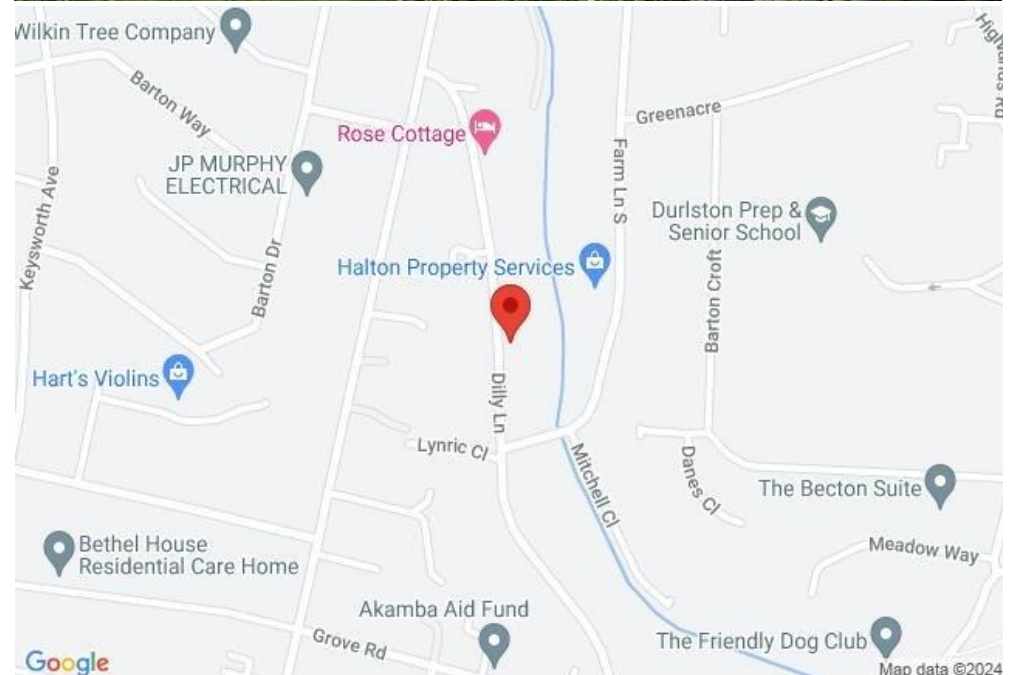 Wilkin Tree Company
Highlands Rd
Barton Way
Greenacre
Rose Cottage
JP MURPHY
ELECTRICAL
Keysworth Ave
Farm Ln S
Durlston Prep &
Senior School
Barton Dr
Halton Property Services
Barton Croft
Hart's Violins
Dilly Ln
Lynric Cl
Mitchell Cl
Danes Cl
The Becton Suite
Bethel House
Residential Care Home
Meadow Way
Akamba Aid Fund
Grove Rd
The Friendly Dog Club
Google
Map data ©2024